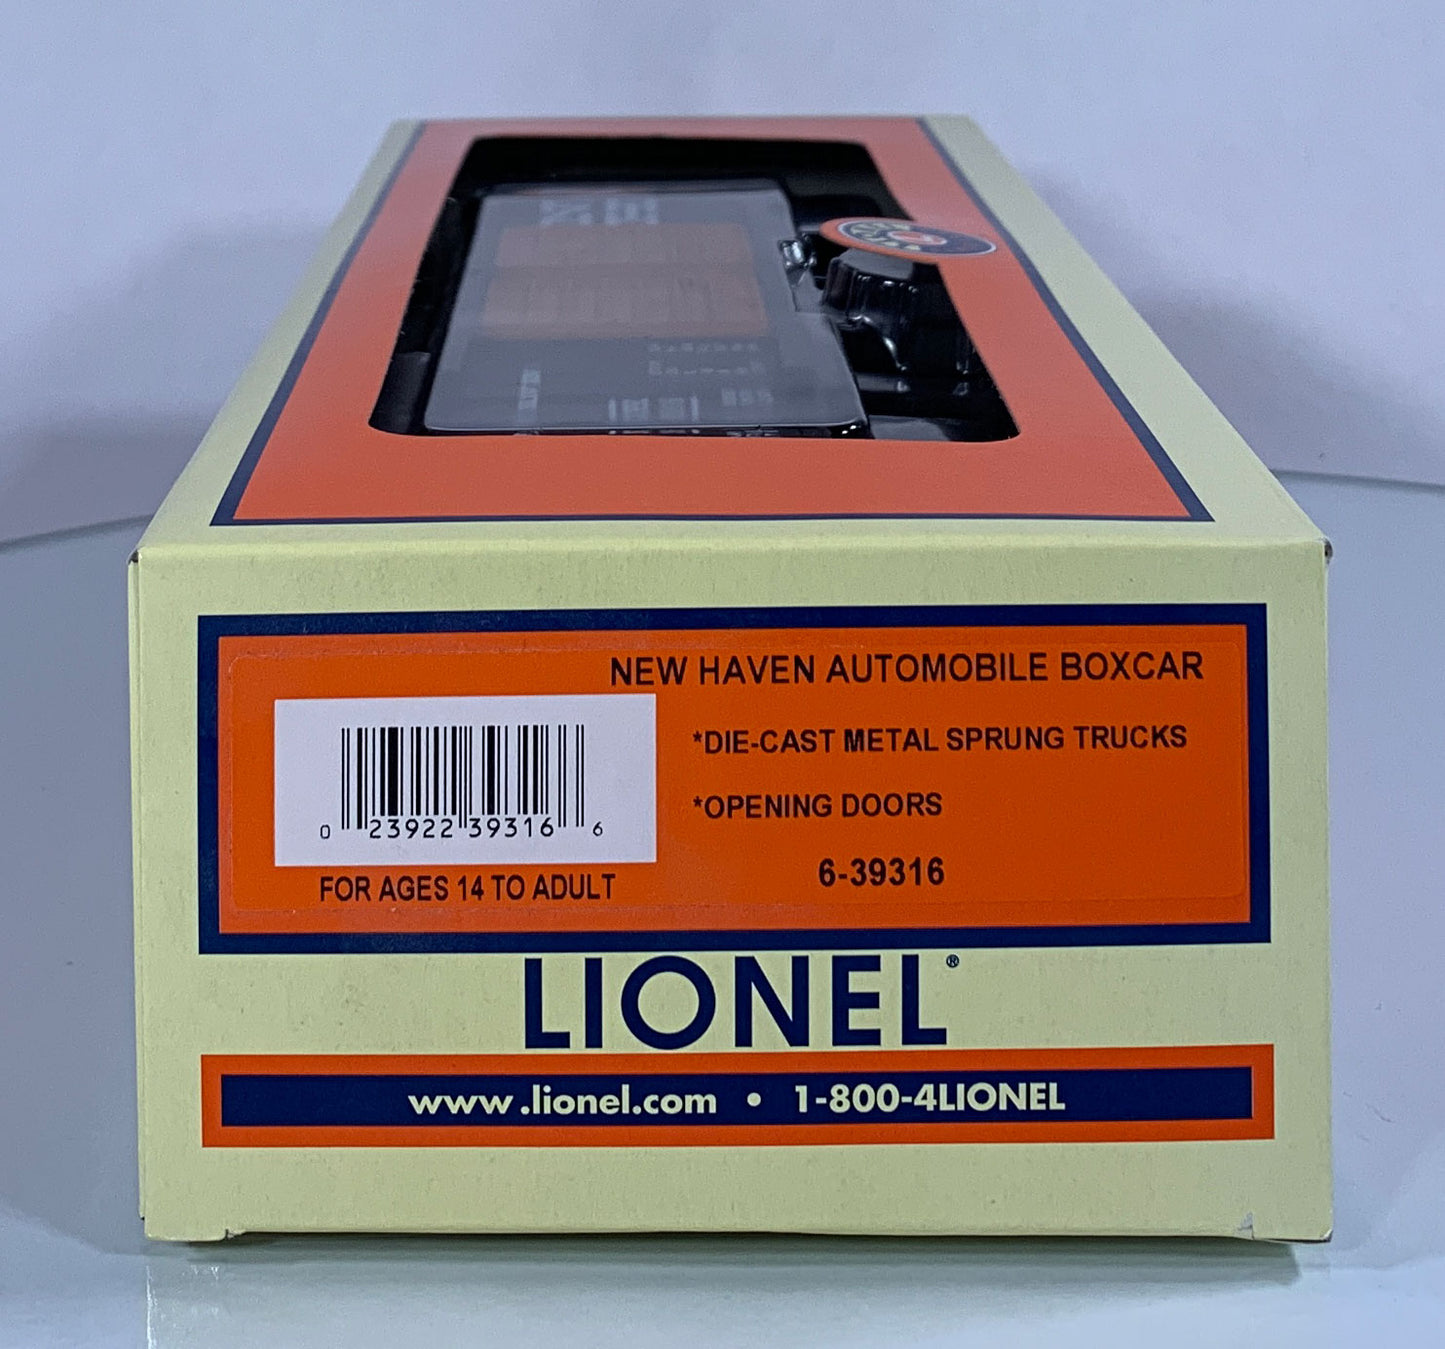 NEW HAVEN AUTOMOBILE BOXCAR
*DIE-CAST METAL SPRUNG TRUCKS
*OPENING DOORS
6-39316
0 23922 39316 6
FOR AGES 14 TO ADULT
LIONEL®
www.lionel.com • 1-800-4LIONEL